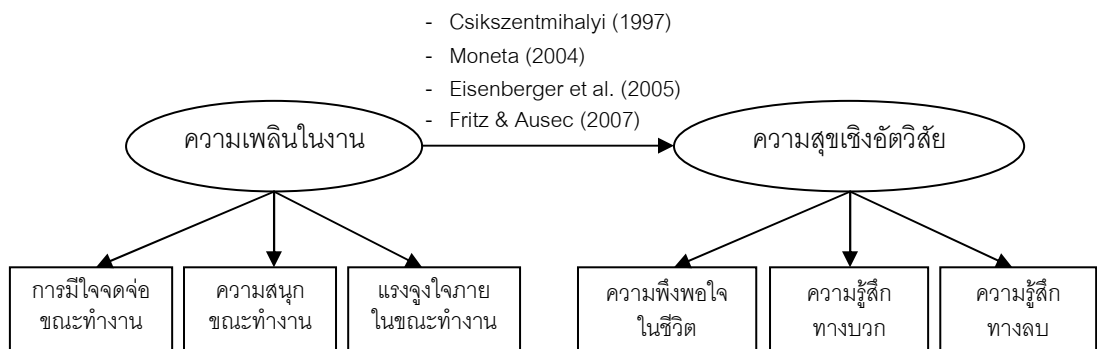 - Csikszentmihalyi (1997)
- Moneta (2004)
- Eisenberger et al. (2005)
- Fritz & Ausec (2007)
ความเพลินในงาน
ความสุขเชิงอัตวิสัย
การมีใจจดจ่อ
ขณะทำงาน
ความสนุก
ขณะทำงาน
แรงจูงใจภาย
ในขณะทำงาน
ความพึงพอใจ
ในชีวิต
ความรู้สึก
ทางบวก
ความรู้สึก
ทางลบ